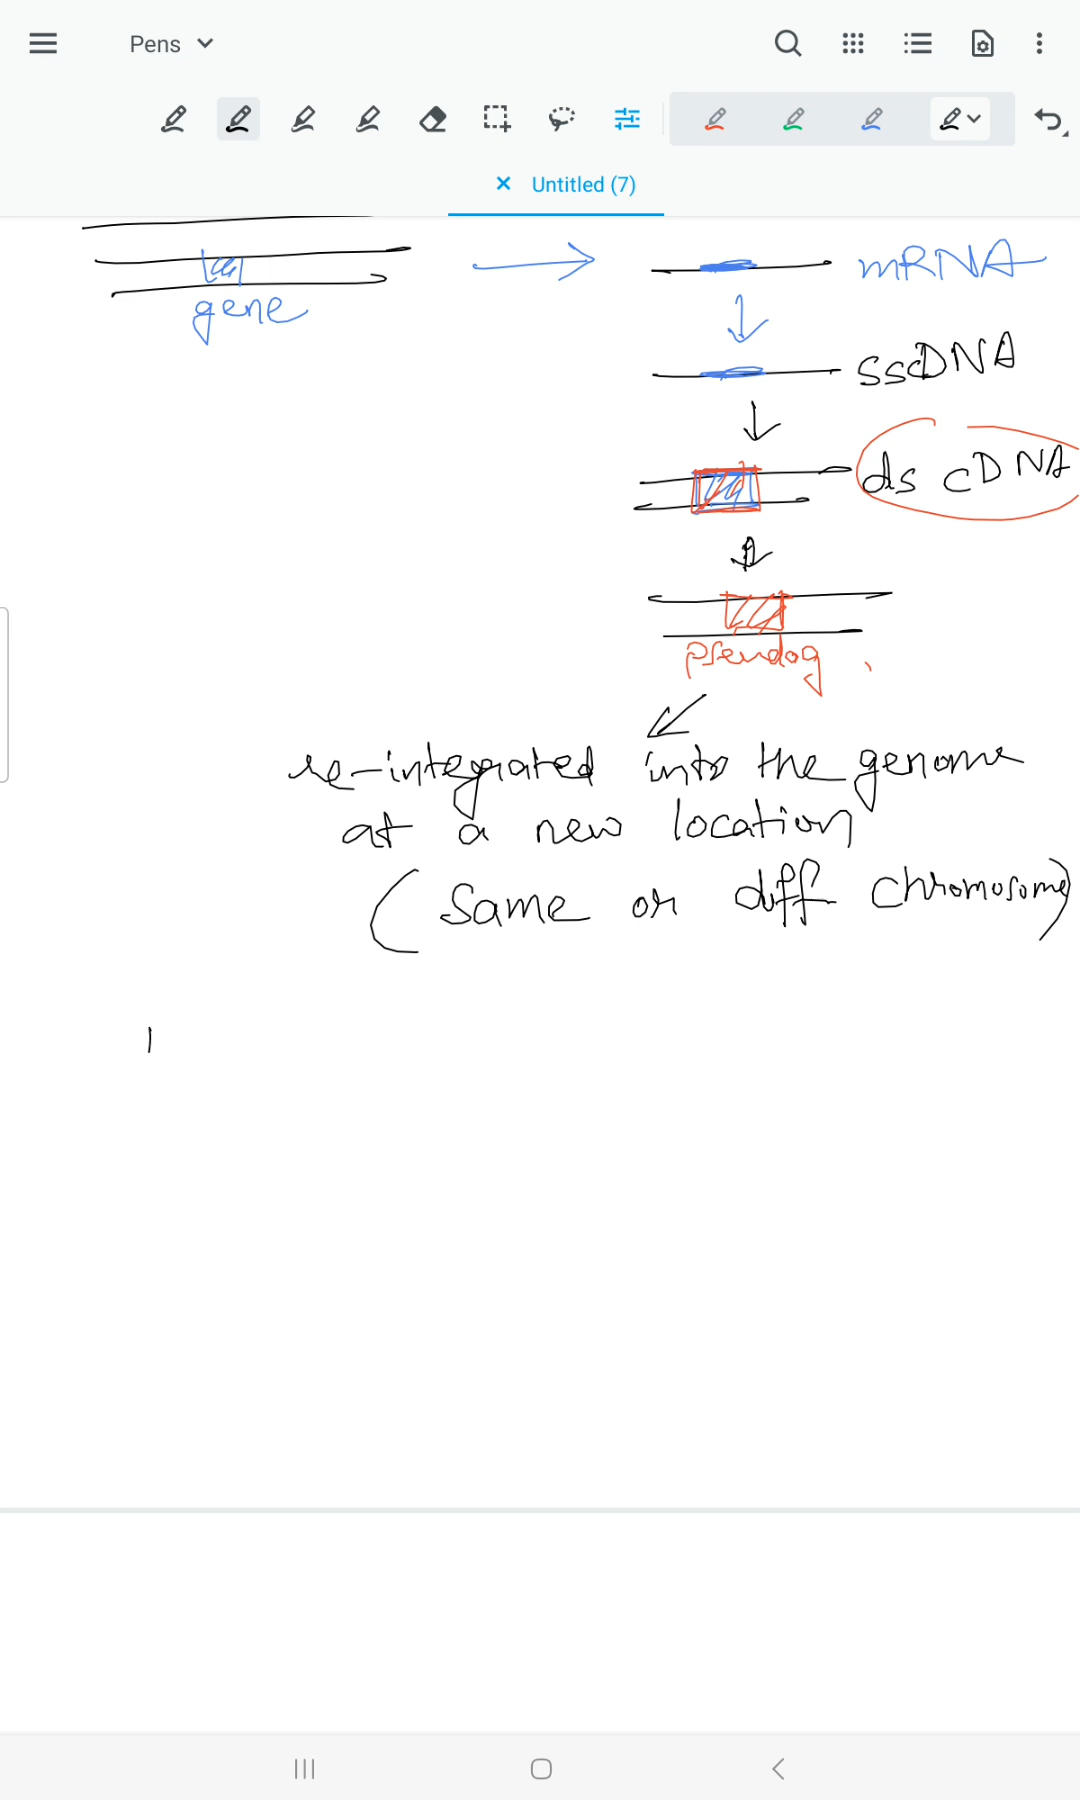 Pens
Untitled (7)
gene
mRNA
SscDNA
ds cDNA
pseudog
re-integrated into the genome
at a new location
(Same or diff chromosome)